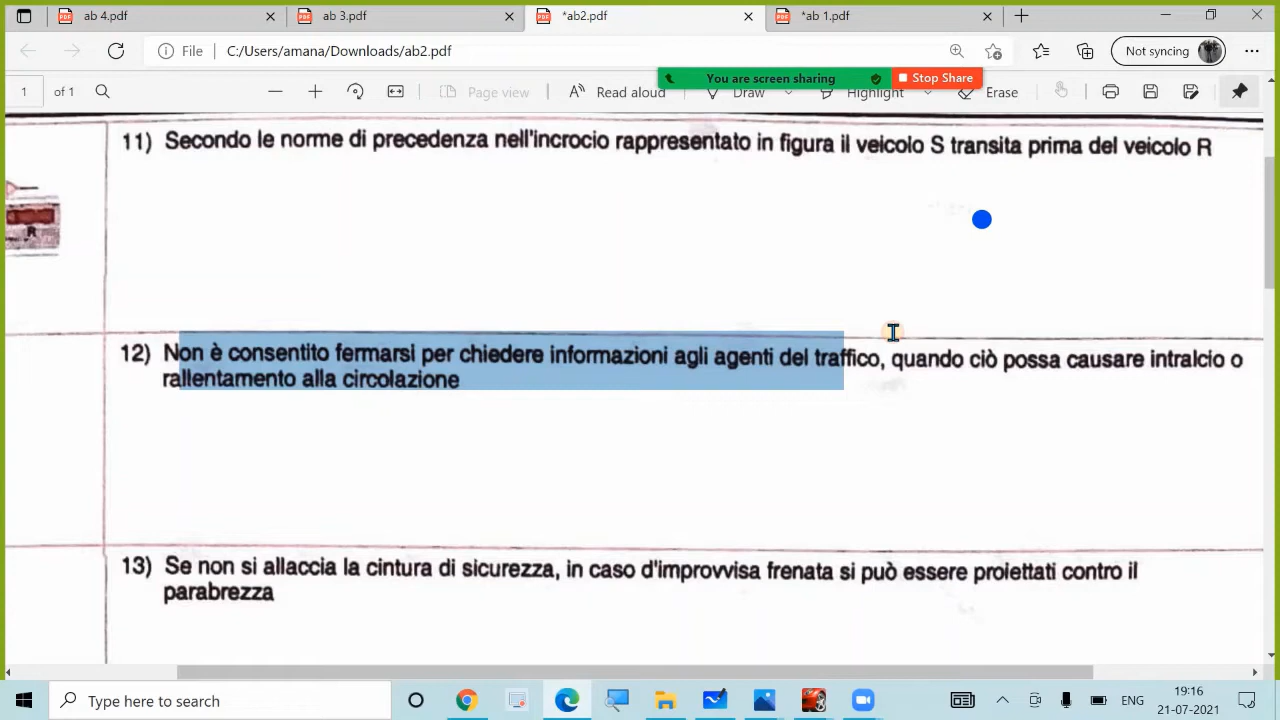 ab 4.pdf
ab 3.pdf
*ab2.pdf
*ab 1.pdf
File
C:/Users/amana/Downloads/ab2.pdf
Not syncing
You are screen sharing
Stop Share
1
of 1
Page view
Read aloud
Draw
Highlight
Erase
11) Secondo le norme di precedenza nell'incrocio rappresentato in figura il veicolo S transita prima del veicolo R
R
12) Non è consentito fermarsi per chiedere informazioni agli agenti del traffico, quando ciò possa causare intralcio o
rallentamento alla circolazione
13) Se non si allaccia la cintura di sicurezza, in caso d'improvvisa frenata si può essere proiettati contro il
parabrezza
Type here to search
ENG
19:16
21-07-2021